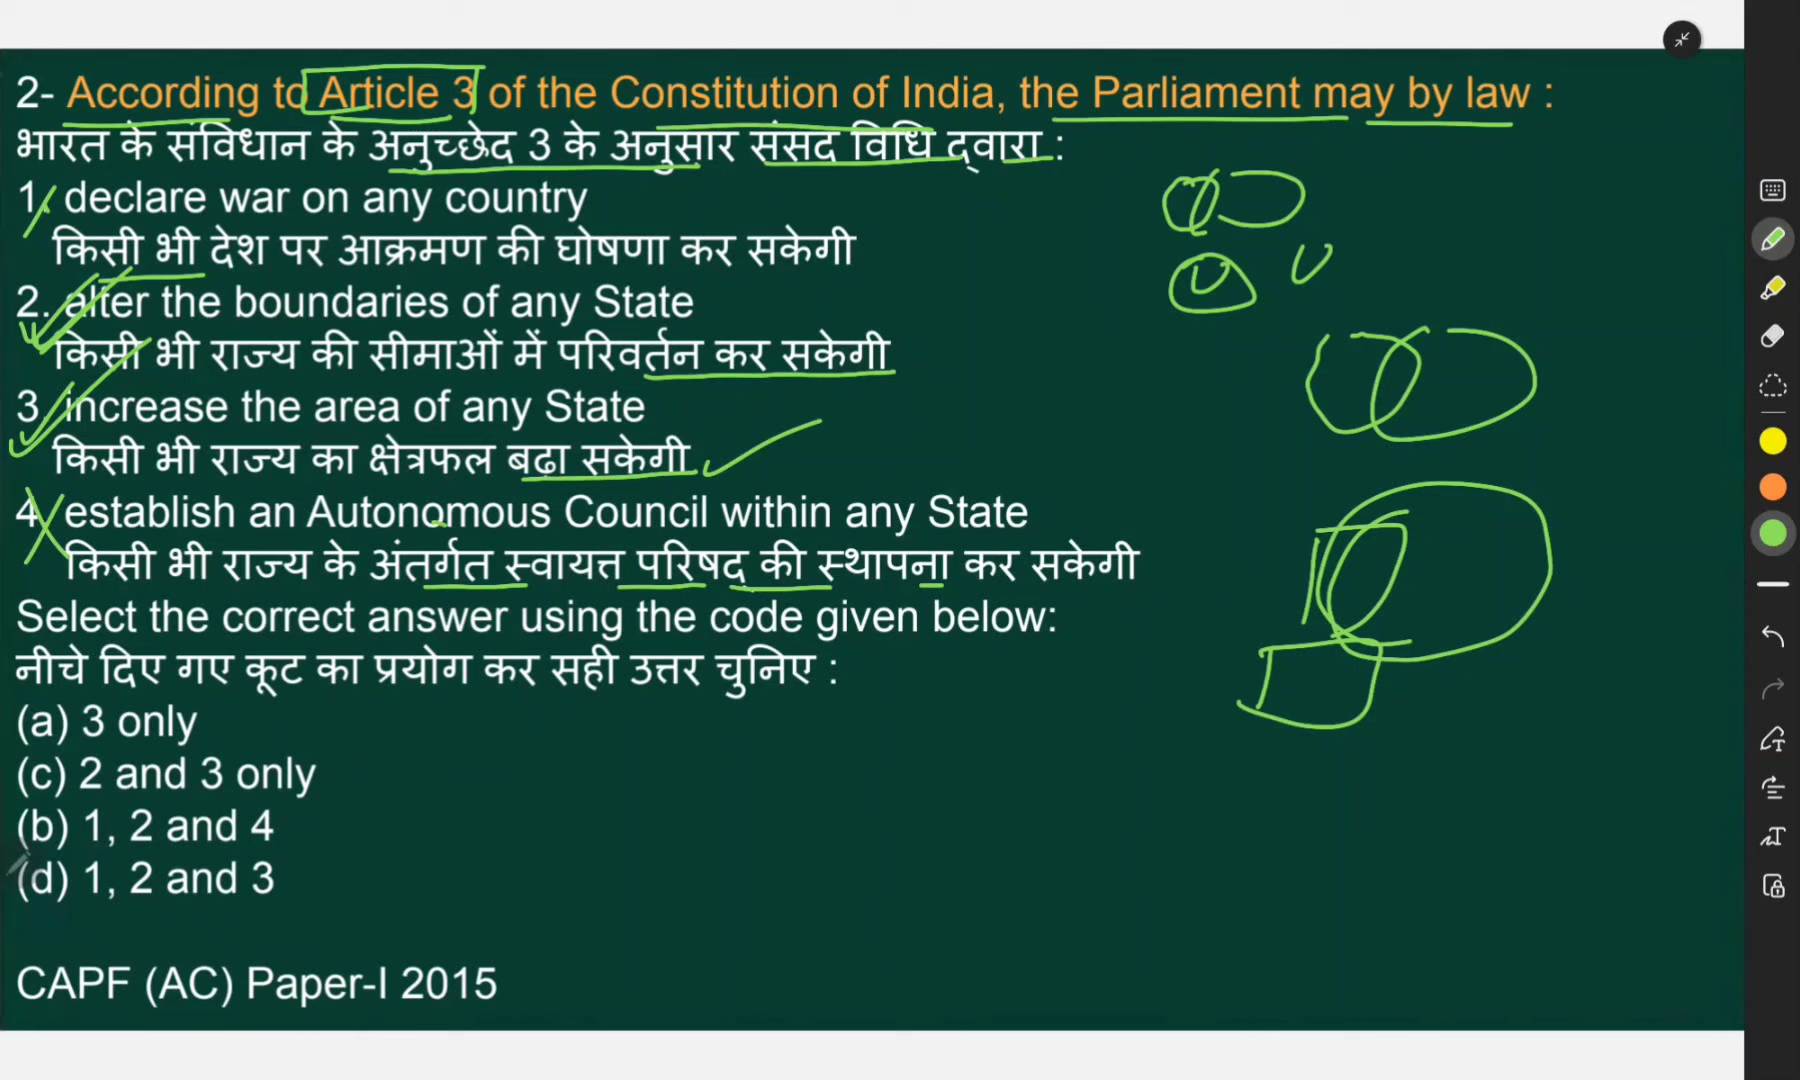 2- According to Article 3 of the Constitution of India, the Parliament may by law :
भारत के संविधान के अनुच्छेद 3 के अनुसार संसद विधि द्वारा :
1. declare war on any country
किसी भी देश पर आक्रमण की घोषणा कर सकेगी
2. alter the boundaries of any State
किसी भी राज्य की सीमाओं में परिवर्तन कर सकेगी
3. increase the area of any State
किसी भी राज्य का क्षेत्रफल बढ़ा सकेगी
4. establish an Autonomous Council within any State
किसी भी राज्य के अंतर्गत स्वायत्त परिषद की स्थापना कर सकेगी
Select the correct answer using the code given below:
नीचे दिए गए कूट का प्रयोग कर सही उत्तर चुनिए :
(a) 3 only
(c) 2 and 3 only
(b) 1, 2 and 4
(d) 1, 2 and 3
CAPF (AC) Paper-I 2015